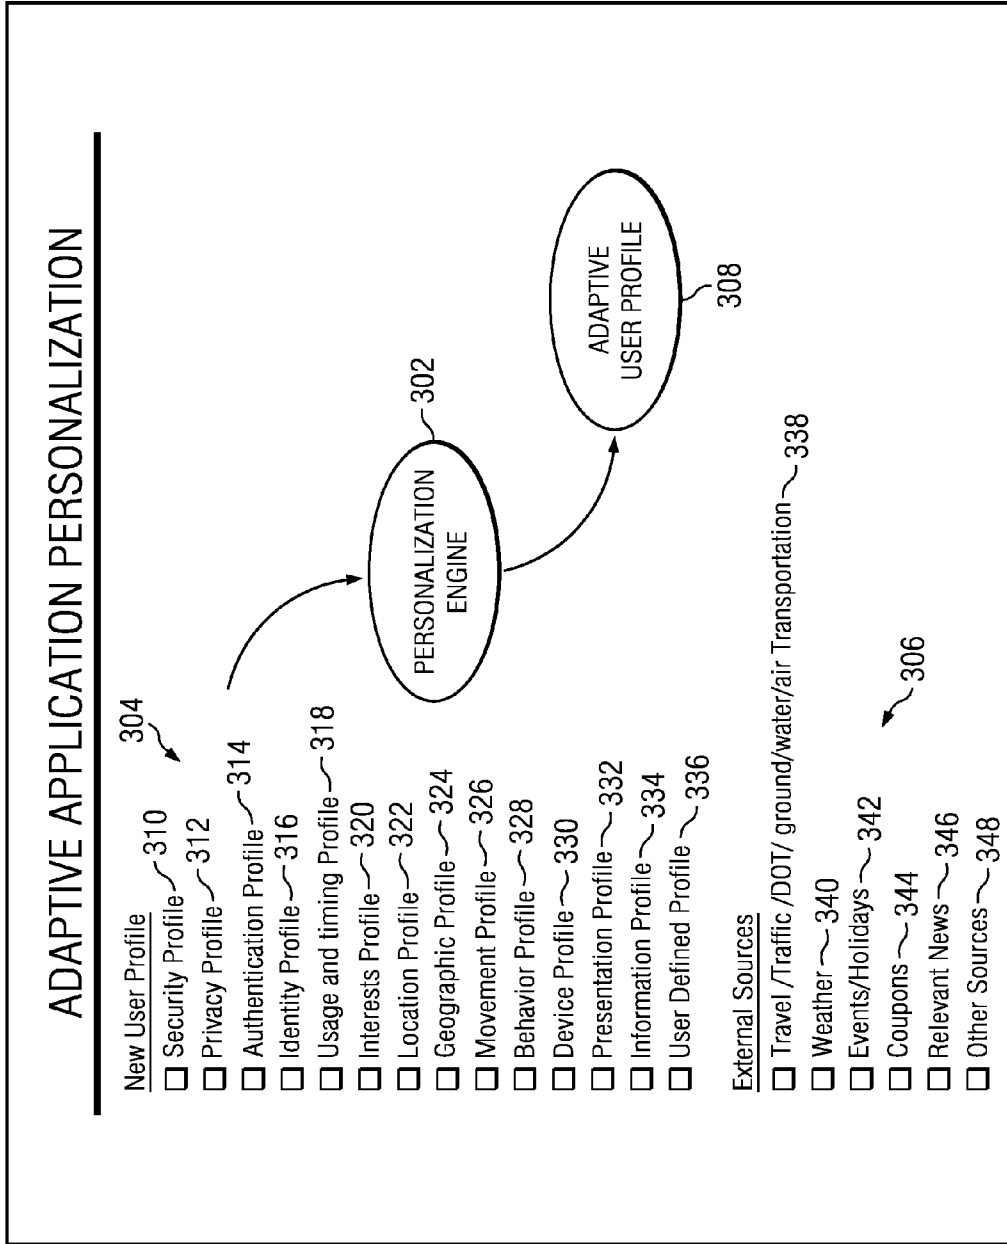 ADAPTIVE APPLICATION PERSONALIZATION
New User Profile
304
Security Profile 310
Privacy Profile 312
Authentication Profile 314
Identity Profile 316
Usage and timing Profile 318
Interests Profile 320
Location Profile 322
Geographic Profile 324
Movement Profile 326
Behavior Profile 328
Device Profile 330
Presentation Profile 332
Information Profile 334
User Defined Profile 336
PERSONALIZATION
ENGINE
302
ADAPTIVE
USER PROFILE
308
External Sources
Travel /Traffic /DOT/ ground/water/air Transportation 338
Weather 340
Events/Holidays 342
Coupons 344
Relevant News 346
Other Sources 348
306